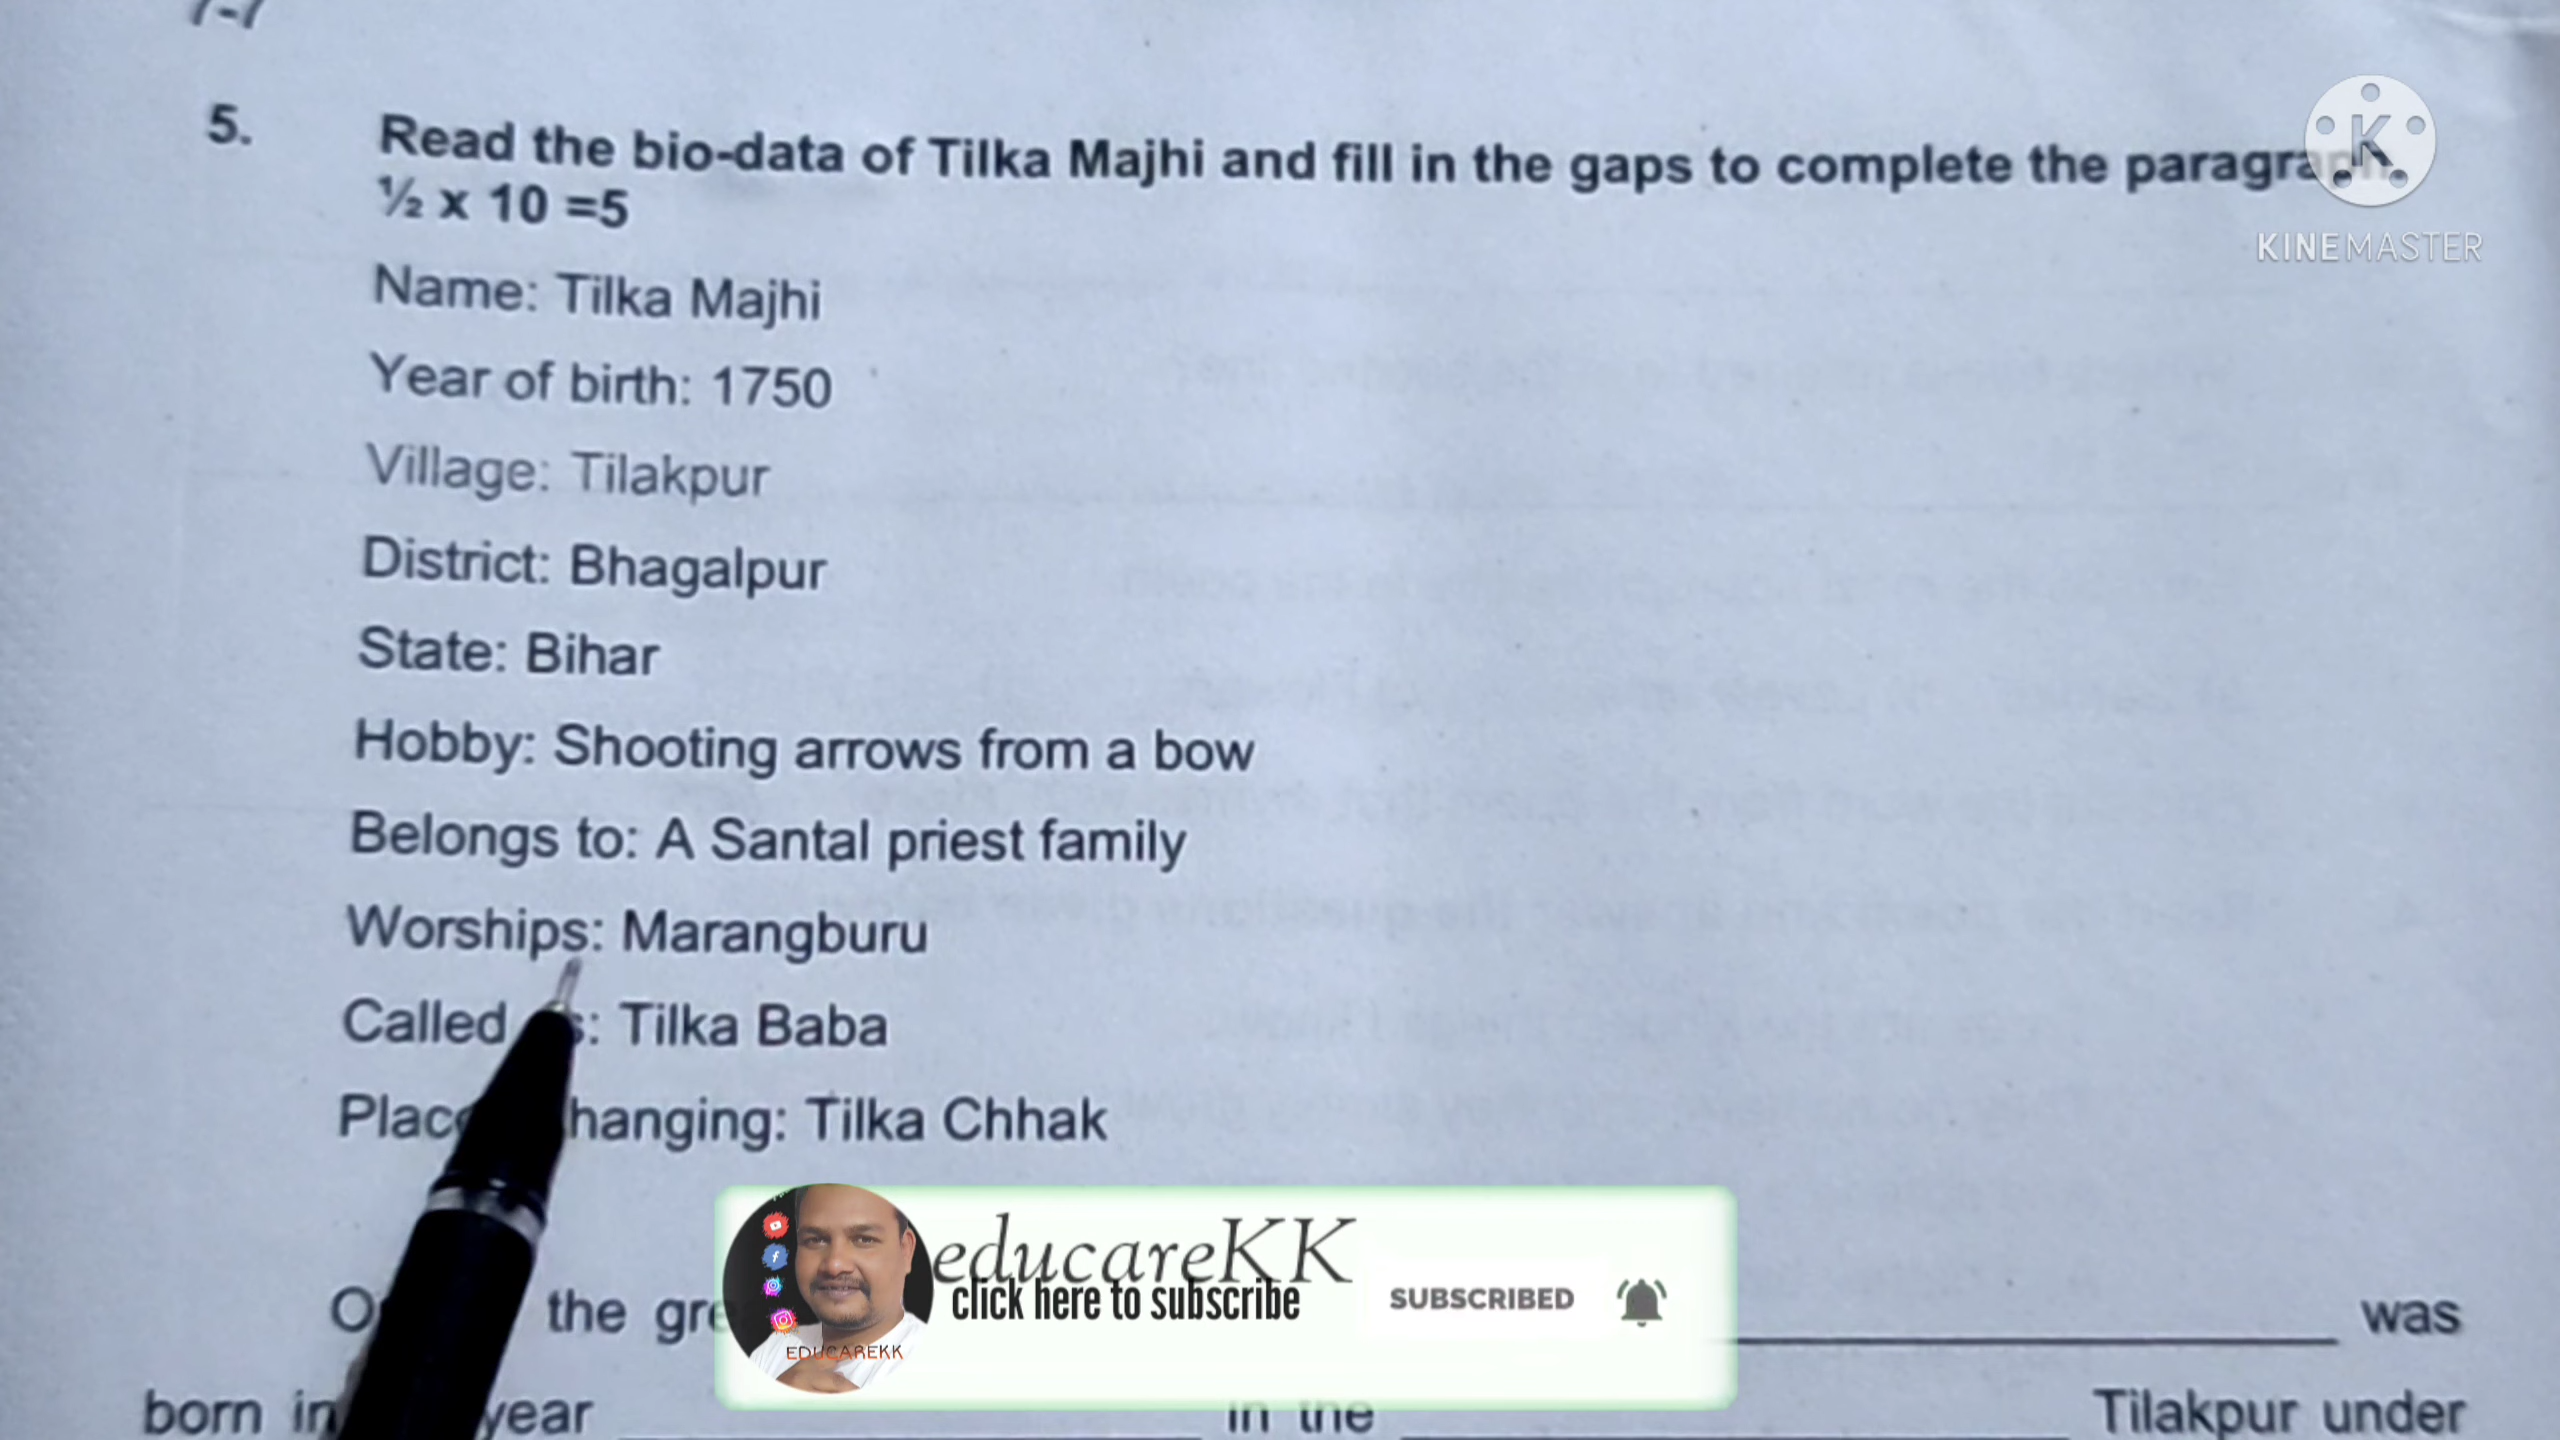 5. Read the bio-data of Tilka Majhi and fill in the gaps to complete the
½ x 10 =5
KINEMASTER
Name: Tilka Majhi
Year of birth: 1750
Village: Tilakpur
District: Bhagalpur
State: Bihar
Hobby: Shooting arrows from a bow
Belongs to: A Santal priest family
Worships: Marangburu
Called : Tilka Baba
hanging: Tilka Chhak
the was
born in year in the Tilakpur under
educareKK
click here to subscribe
SUBSCRIBED
EDUCAREKK